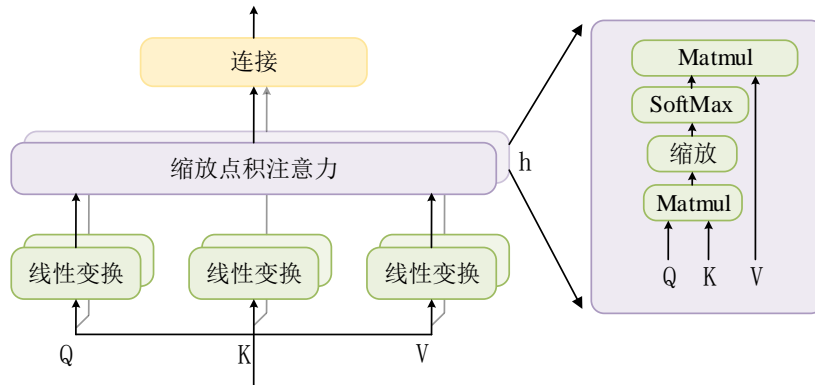 连接
缩放点积注意力
h
线性变换
线性变换
线性变换
Q
K
V
Matmul
SoftMax
缩放
Matmul
Q
K
V